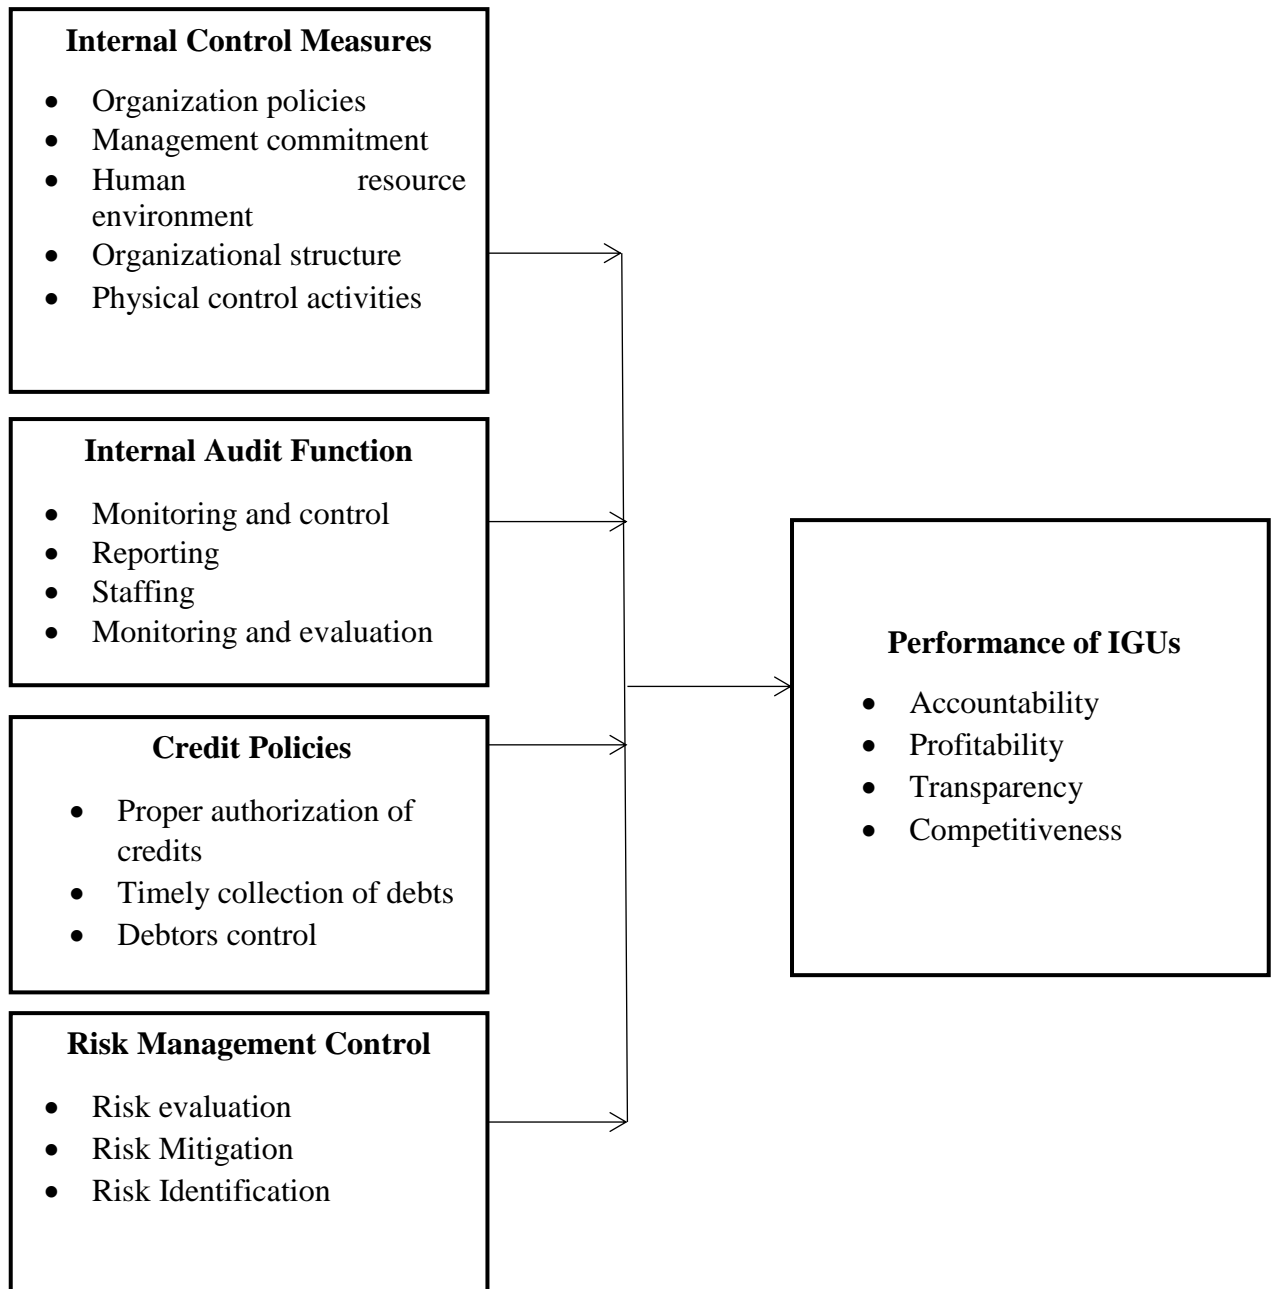 Internal Control Measures
• Organization policies
• Management commitment
• Human resource
environment
• Organizational structure
• Physical control activities
Internal Audit Function
• Monitoring and control
• Reporting
• Staffing
• Monitoring and evaluation
Credit Policies
• Proper authorization of
credits
• Timely collection of debts
• Debtors control
Risk Management Control
• Risk evaluation
• Risk Mitigation
• Risk Identification
Performance of IGUs
• Accountability
• Profitability
• Transparency
• Competitiveness